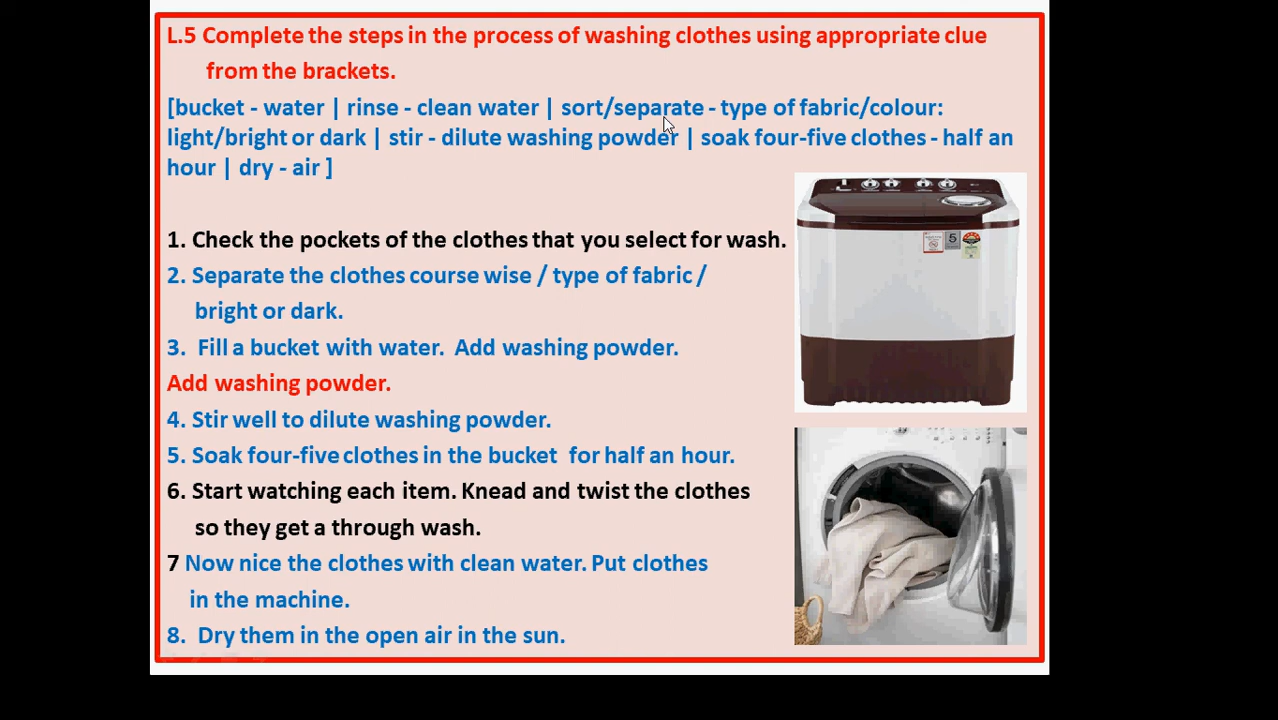 L.5 Complete the steps in the process of washing clothes using appropriate clue
from the brackets.
[bucket - water | rinse - clean water | sort/separate - type of fabric/colour:
light/bright or dark | stir - dilute washing powder | soak four-five clothes - half an
hour | dry - air ]
1. Check the pockets of the clothes that you select for wash.
2. Separate the clothes course wise / type of fabric /
bright or dark.
3. Fill a bucket with water. Add washing powder.
Add washing powder.
4. Stir well to dilute washing powder.
5. Soak four-five clothes in the bucket for half an hour.
6. Start watching each item. Knead and twist the clothes
so they get a through wash.
7 Now nice the clothes with clean water. Put clothes
in the machine.
8. Dry them in the open air in the sun.
5